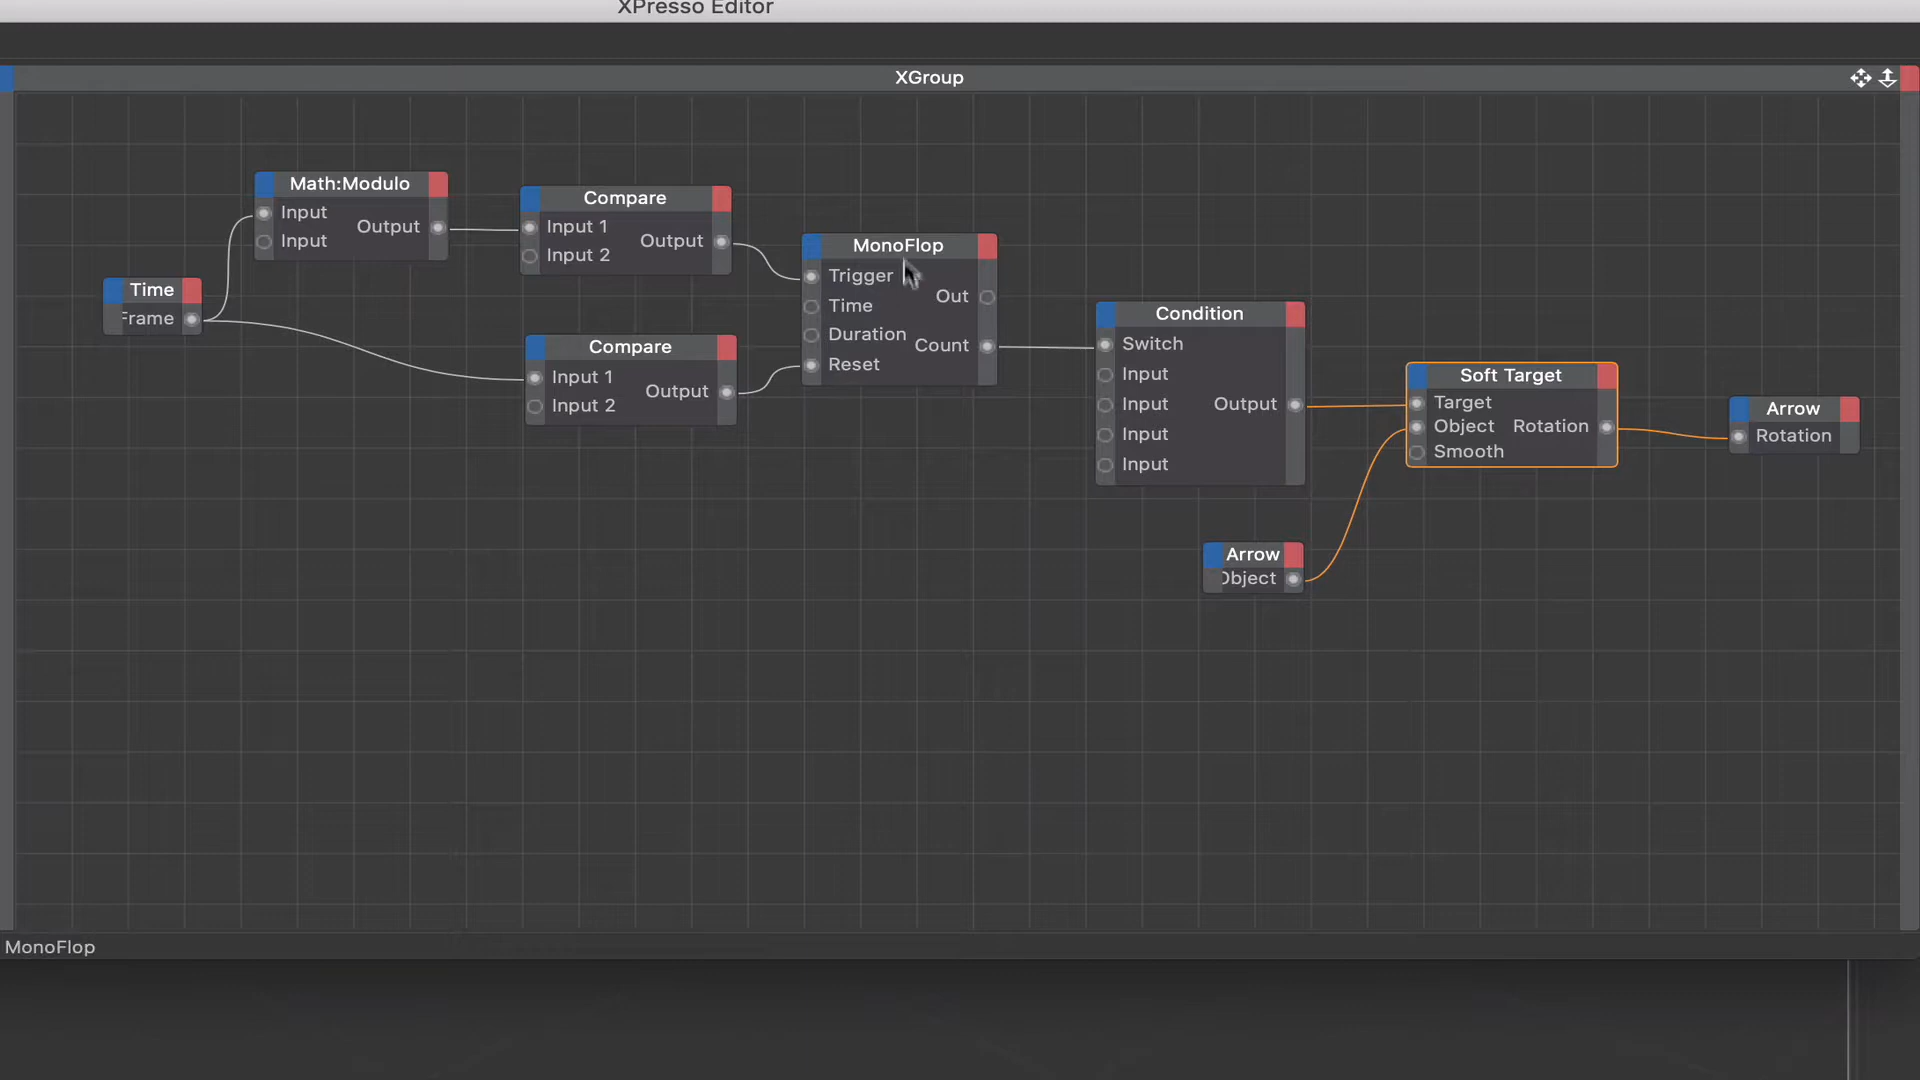 XPresso Editor
XGroup
Math:Modulo
Input
Input
Output
Compare
Input 1
Input 2
Output
Time
Frame
Compare
Input 1
Input 2
Output
MonoFlop
Trigger
Time
Duration
Reset
Out
Count
Condition
Switch
Input
Input
Input
Input
Output
Soft Target
Target
Object
Smooth
Rotation
Arrow
Rotation
Arrow
Object
MonoFlop